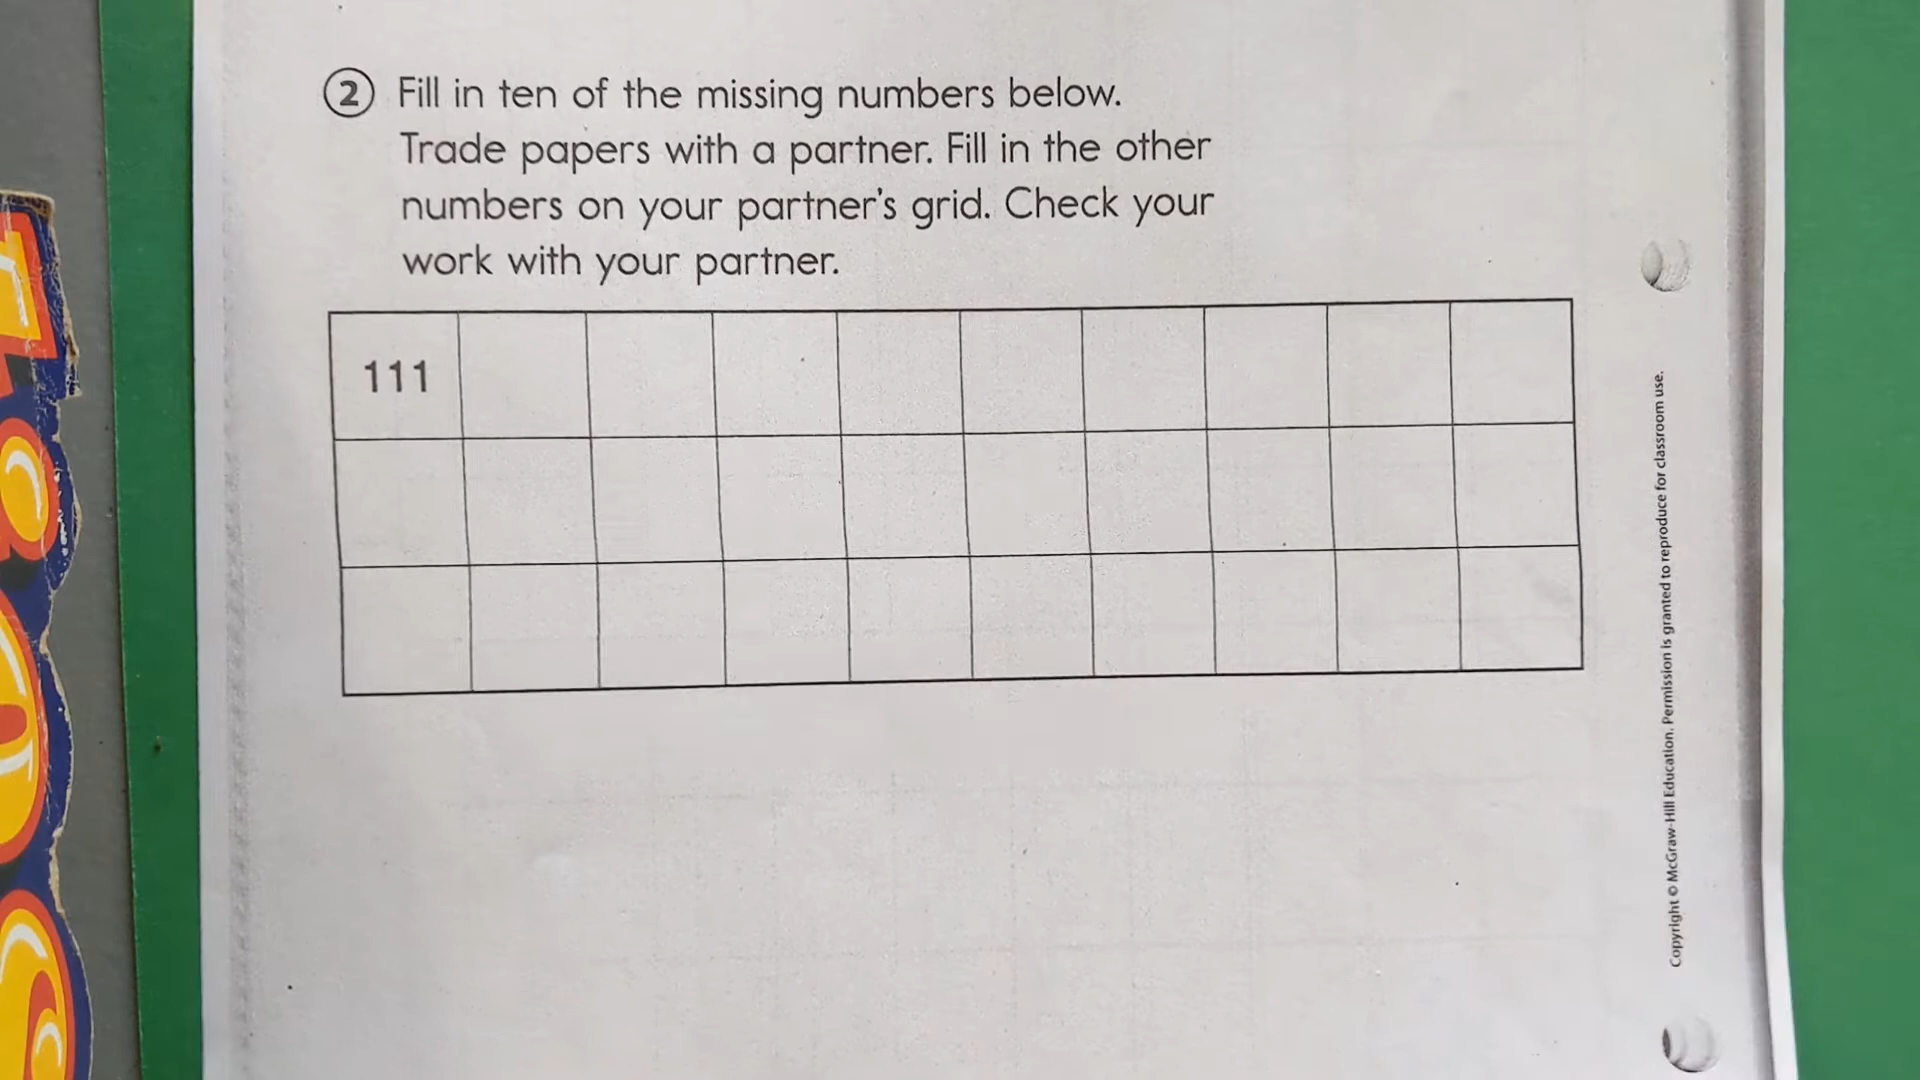 2 Fill in ten of the missing numbers below.
Trade papers with a partner. Fill in the other
numbers on your partner's grid. Check your
work with your partner.
111
Copyright © McGraw-Hill Education. Permission is granted to reproduce for classroom use.